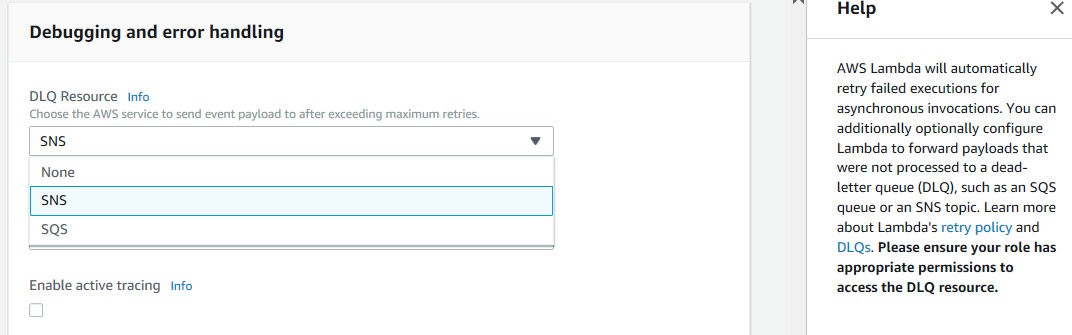 Debugging and error handling
DLQ Resource Info
Choose the AWS service to send event payload to after exceeding maximum retries.
SNS
None
SNS
SQS
Enable active tracing Info
Help
AWS Lambda will automatically
retry failed executions for
asynchronous invocations. You can
additionally optionally configure
Lambda to forward payloads that
were not processed to a dead-
letter queue (DLQ), such as an SQS
queue or an SNS topic. Learn more
about Lambda's retry policy and
DLQs. Please ensure your role has
appropriate permissions to
access the DLQ resource.